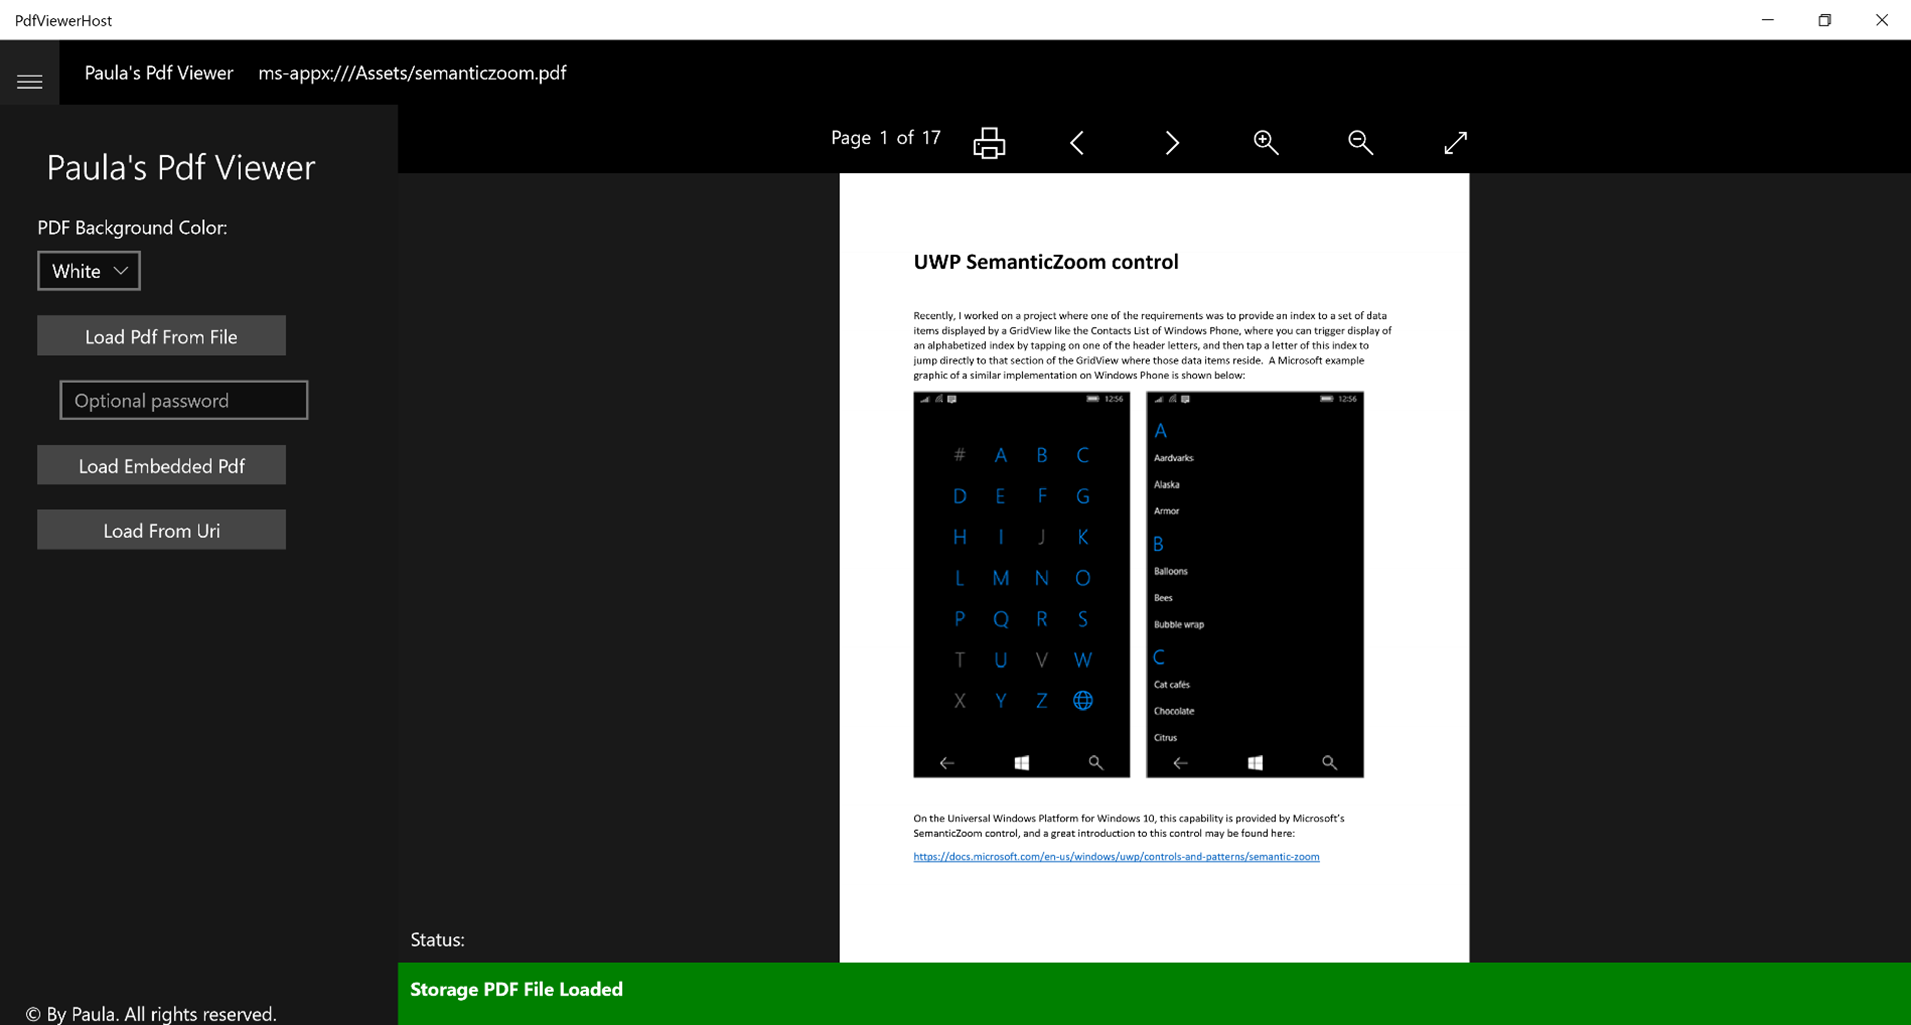 PdfViewerHost
Paula's Pdf Viewer ms-appx:///Assets/semanticzoom.pdf
Paula's Pdf Viewer
PDF Background Color:
White
Load Pdf From File
Optional password
Load Embedded Pdf
Load From Uri
© By Paula. All rights reserved.
Page 1 of 17
UWP SemanticZoom control
Recently, I worked on a project where one of the requirements was to provide an index to a set of data
items displayed by a GridView like the Contacts List of Windows Phone, where you can trigger display of
an alphabetized index by tapping on one of the header letters, and then tap a letter of this index to
jump directly to that section of the GridView where those data items reside. A Microsoft example
graphic of a similar implementation on Windows Phone is shown below:
12:56
# A B C
D E F G
H I J K
L M N O
P Q R S
T U V W
X Y Z
12:56
A
Aardvarks
Alaska
Armor
B
Balloons
Bees
Bubble wrap
C
Cat cafés
Chocolate
Citrus
On the Universal Windows Platform for Windows 10, this capability is provided by Microsoft's
SemanticZoom control, and a great introduction to this control may be found here:
https://docs.microsoft.com/en-us/windows/uwp/controls-and-patterns/semantic-zoom
Status:
Storage PDF File Loaded